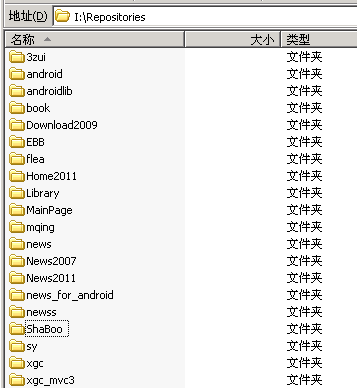 地址(D) I:\Repositories
名称 大小 类型
3zui 文件夹
android 文件夹
androidlib 文件夹
book 文件夹
Download2009 文件夹
EBB 文件夹
flea 文件夹
Home2011 文件夹
Library 文件夹
MainPage 文件夹
mqing 文件夹
news 文件夹
News2007 文件夹
News2011 文件夹
news_for_android 文件夹
newss 文件夹
ShaBoo 文件夹
sy 文件夹
xgc 文件夹
xgc_mvc3 文件夹